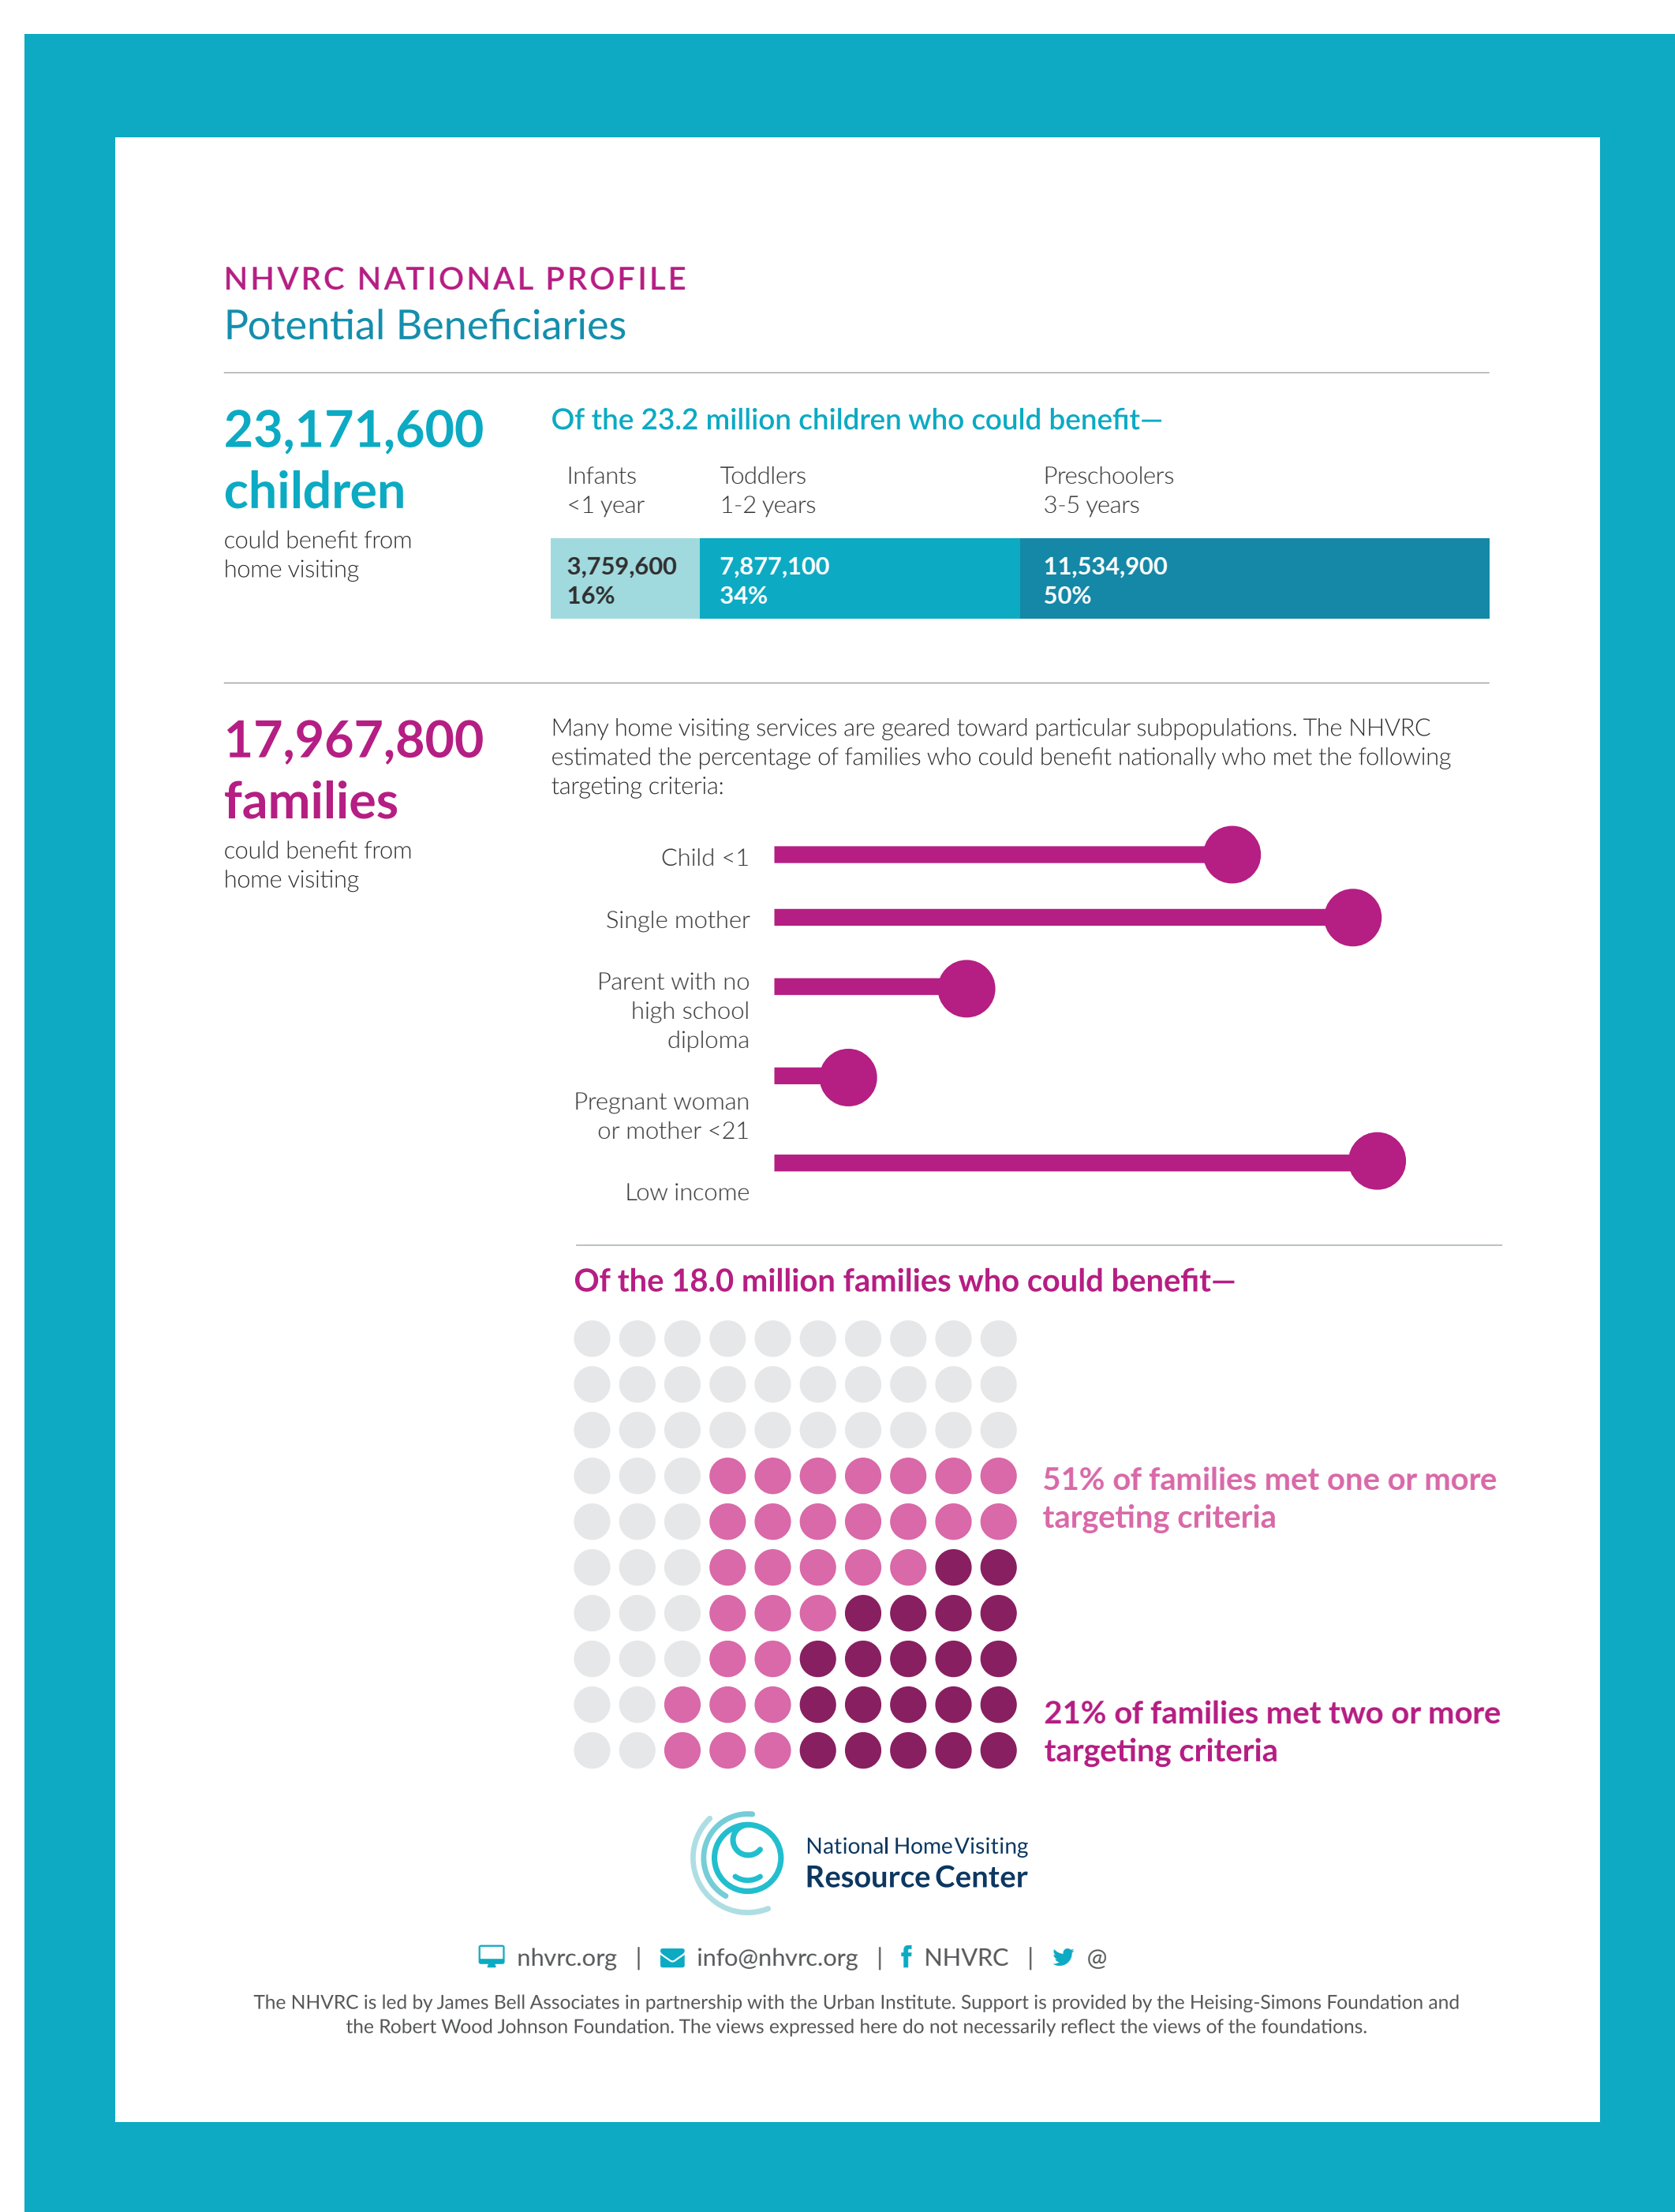 NHVRC NATIONAL PROFILE
Potential Beneficiaries
23,171,600
children
could benefit from
home visiting
Of the 23.2 million children who could benefit—
Infants
<1 year
Toddlers
1-2 years
Preschoolers
3-5 years
3,759,600
16%
7,877,100
34%
11,534,900
50%
17,967,800
families
could benefit from
home visiting
Many home visiting services are geared toward particular subpopulations. The NHVRC
estimated the percentage of families who could benefit nationally who met the following
targeting criteria:
Child <1
Single mother
Parent with no
high school
diploma
Pregnant woman
or mother <21
Low income
Of the 18.0 million families who could benefit—
51% of families met one or more
targeting criteria
21% of families met two or more
targeting criteria
National Home Visiting
Resource Center
nhvrc.org | info@nhvrc.org | f NHVRC | @
The NHVRC is led by James Bell Associates in partnership with the Urban Institute. Support is provided by the Heising-Simons Foundation and
the Robert Wood Johnson Foundation. The views expressed here do not necessarily reflect the views of the foundations.